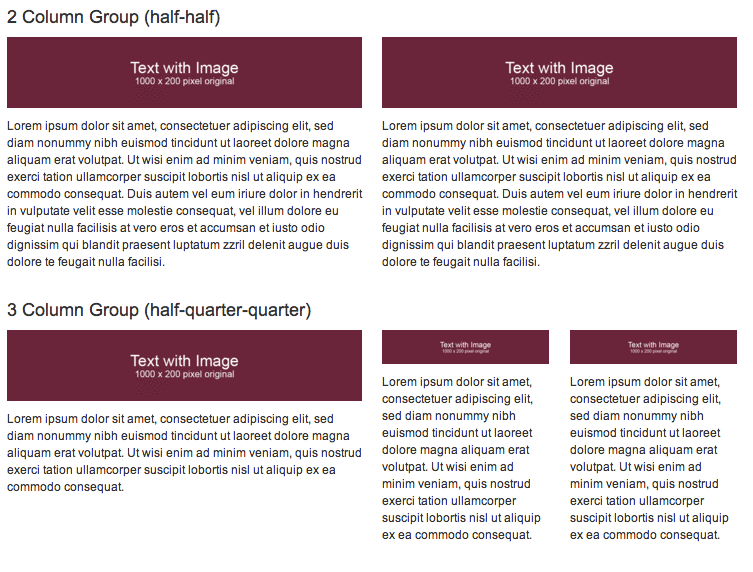 2 Column Group (half-half)
Text with Image
1000 x 200 pixel original
Lorem ipsum dolor sit amet, consectetuer adipiscing elit, sed
diam nonummy nibh euismod tincidunt ut laoreet dolore magna
aliquam erat volutpat. Ut wisi enim ad minim veniam, quis nostrud
exerci tation ullamcorper suscipit lobortis nisl ut aliquip ex ea
commodo consequat. Duis autem vel eum iriure dolor in hendrerit
in vulputate velit esse molestie consequat, vel illum dolore eu
feugiat nulla facilisis at vero eros et accumsan et iusto odio
dignissim qui blandit praesent luptatum zzril delenit augue duis
dolore te feugait nulla facilisi.
Text with Image
1000 x 200 pixel original
Lorem ipsum dolor sit amet, consectetuer adipiscing elit, sed
diam nonummy nibh euismod tincidunt ut laoreet dolore magna
aliquam erat volutpat. Ut wisi enim ad minim veniam, quis nostrud
exerci tation ullamcorper suscipit lobortis nisl ut aliquip ex ea
commodo consequat. Duis autem vel eum iriure dolor in hendrerit
in vulputate velit esse molestie consequat, vel illum dolore eu
feugiat nulla facilisis at vero eros et accumsan et iusto odio
dignissim qui blandit praesent luptatum zzril delenit augue duis
dolore te feugait nulla facilisi.
3 Column Group (half-quarter-quarter)
Text with Image
1000 x 200 pixel original
Lorem ipsum dolor sit amet, consectetuer adipiscing elit, sed
diam nonummy nibh euismod tincidunt ut laoreet dolore magna
aliquam erat volutpat. Ut wisi enim ad minim veniam, quis nostrud
exerci tation ullamcorper suscipit lobortis nisl ut aliquip ex ea
commodo consequat.
Text with Image
1000 x 200 pixel original
Lorem ipsum dolor sit amet,
consectetuer adipiscing elit,
sed diam nonummy nibh
euismod tincidunt ut laoreet
dolore magna aliquam erat
volutpat. Ut wisi enim ad
minim veniam, quis nostrud
exerci tation ullamcorper
suscipit lobortis nisl ut aliquip
ex ea commodo consequat.
Text with Image
1000 x 200 pixel original
Lorem ipsum dolor sit amet,
consectetuer adipiscing elit,
sed diam nonummy nibh
euismod tincidunt ut laoreet
dolore magna aliquam erat
volutpat. Ut wisi enim ad
minim veniam, quis nostrud
exerci tation ullamcorper
suscipit lobortis nisl ut aliquip
ex ea commodo consequat.